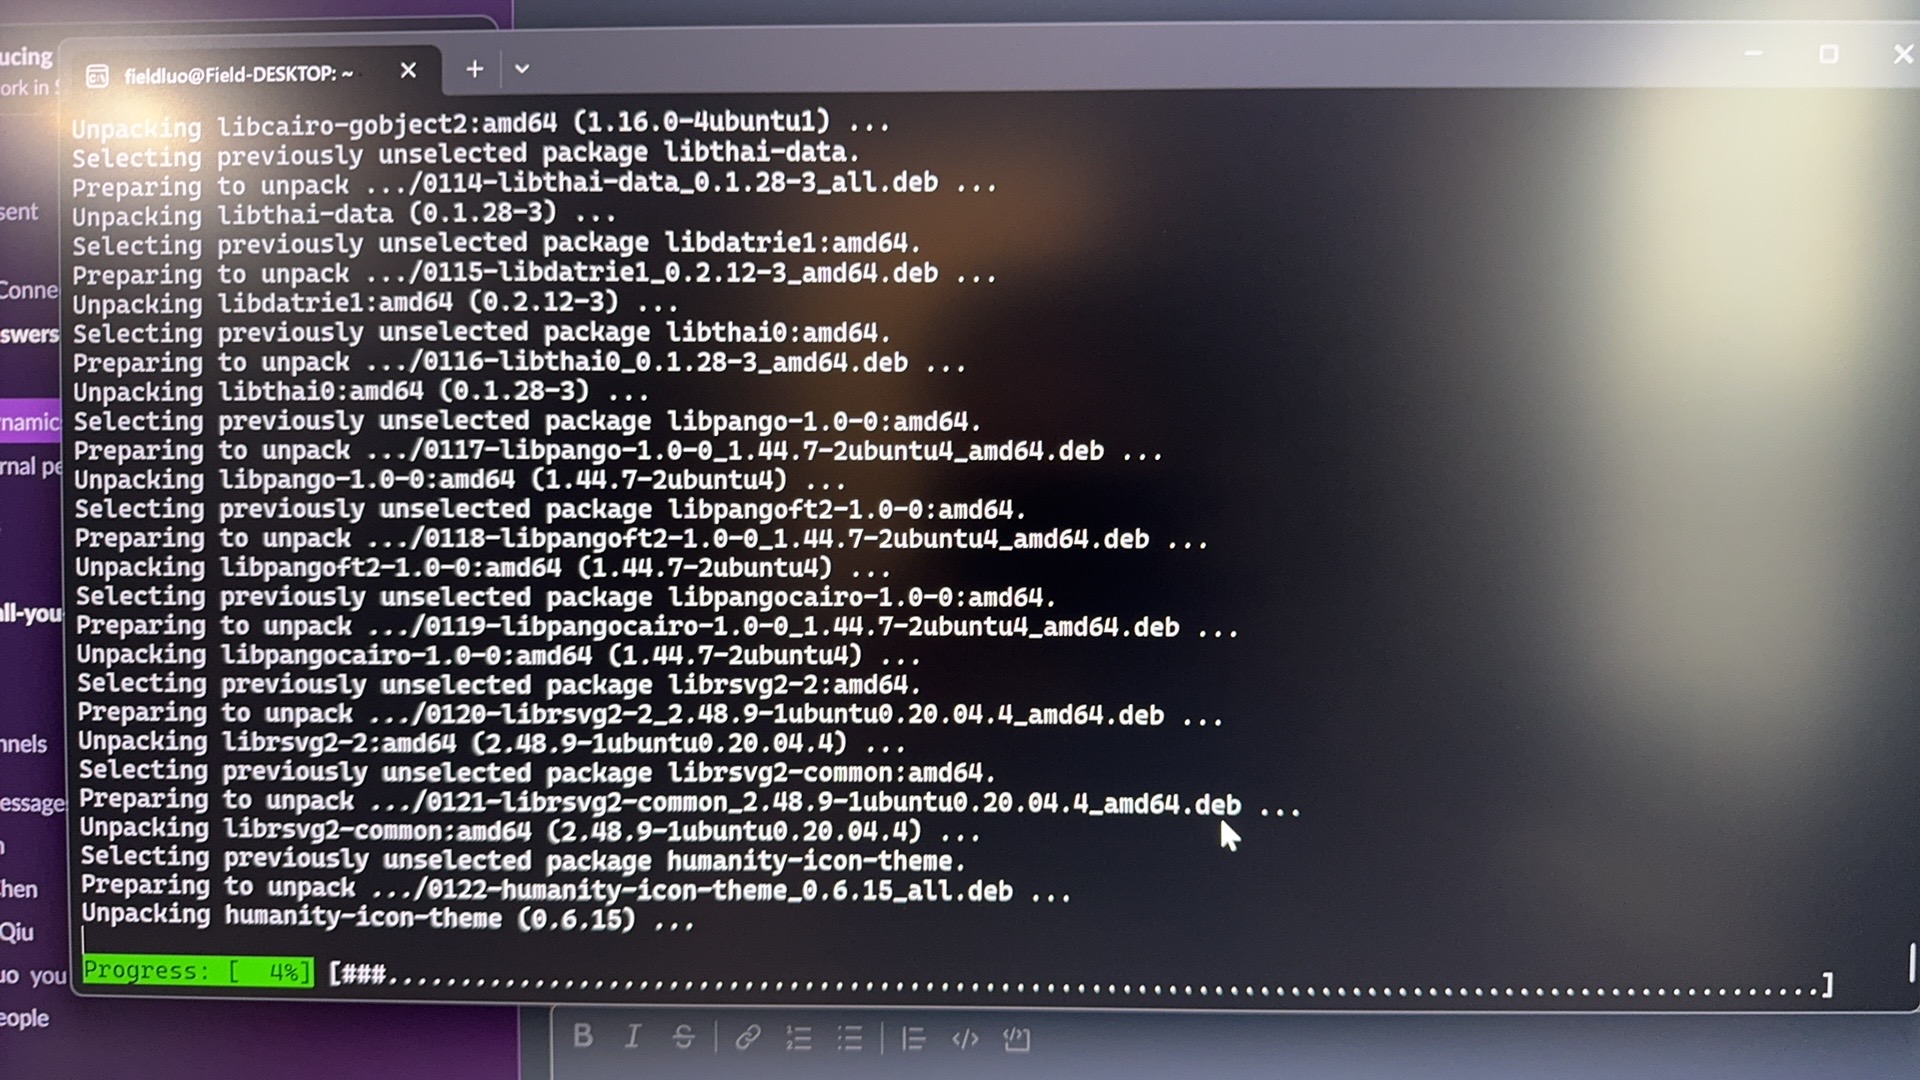 ucing
ork in
sent
Conne
swers
namic
rnal pe
all-you
nnels
essage
hen
Qiu
uo you
eople
fieldluo@Field-DESKTOP: ~
Unpacking libcairo-gobject2:amd64 (1.16.0-4ubuntu1) ...
Selecting previously unselected package libthai-data.
Preparing to unpack .../0114-libthai-data_0.1.28-3_all.deb ...
Unpacking libthai-data (0.1.28-3) ...
Selecting previously unselected package libdatrie1:amd64.
Preparing to unpack .../0115-libdatrie1_0.2.12-3_amd64.deb ...
Unpacking libdatrie1:amd64 (0.2.12-3) ...
Selecting previously unselected package libthai0:amd64.
Preparing to unpack .../0116-libthai0_0.1.28-3_amd64.deb ...
Unpacking libthai0:amd64 (0.1.28-3) ...
Selecting previously unselected package libpango-1.0-0:amd64.
Preparing to unpack .../0117-libpango-1.0-0_1.44.7-2ubuntu4_amd64.deb ...
Unpacking libpango-1.0-0:amd64 (1.44.7-2ubuntu4) ...
Selecting previously unselected package libpangoft2-1.0-0:amd64.
Preparing to unpack .../0118-libpangoft2-1.0-0_1.44.7-2ubuntu4_amd64.deb ...
Unpacking libpangoft2-1.0-0:amd64 (1.44.7-2ubuntu4) ...
Selecting previously unselected package libpangocairo-1.0-0:amd64.
Preparing to unpack .../0119-libpangocairo-1.0-0_1.44.7-2ubuntu4_amd64.deb ...
Unpacking libpangocairo-1.0-0:amd64 (1.44.7-2ubuntu4) ...
Selecting previously unselected package librsvg2-2:amd64.
Preparing to unpack .../0120-librsvg2-2_2.48.9-1ubuntu0.20.04.4_amd64.deb ...
Unpacking librsvg2-2:amd64 (2.48.9-1ubuntu0.20.04.4) ...
Selecting previously unselected package librsvg2-common:amd64.
Preparing to unpack .../0121-librsvg2-common_2.48.9-1ubuntu0.20.04.4_amd64.deb ...
Unpacking librsvg2-common:amd64 (2.48.9-1ubuntu0.20.04.4) ...
Selecting previously unselected package humanity-icon-theme.
Preparing to unpack .../0122-humanity-icon-theme_0.6.15_all.deb ...
Unpacking humanity-icon-theme (0.6.15) ...
Progress: [  4%] [###..........................................................................................]
B I S